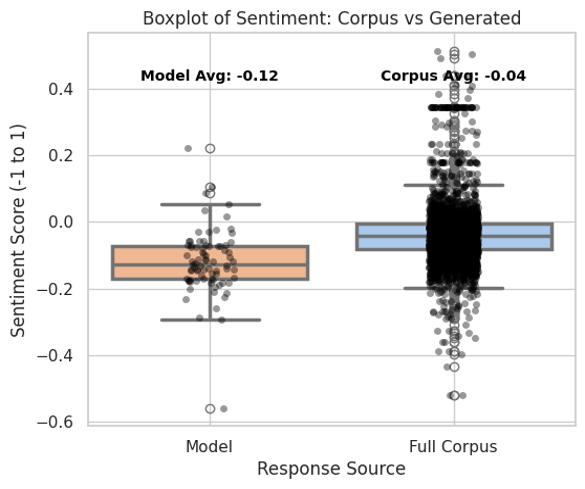 Boxplot of Sentiment: Corpus vs Generated
Model Avg: -0.12
Corpus Avg: -0.04
Sentiment Score (-1 to 1)
0.4
0.2
0.0
−0.2
−0.4
−0.6
Model
Full Corpus
Response Source